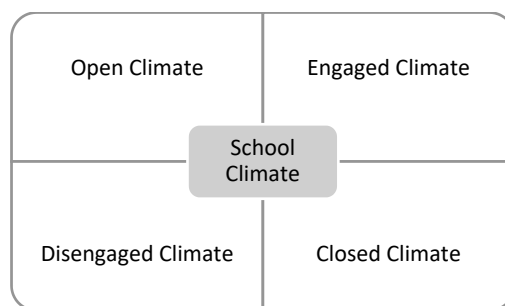 Open Climate
Engaged Climate
School
Climate
Disengaged Climate
Closed Climate